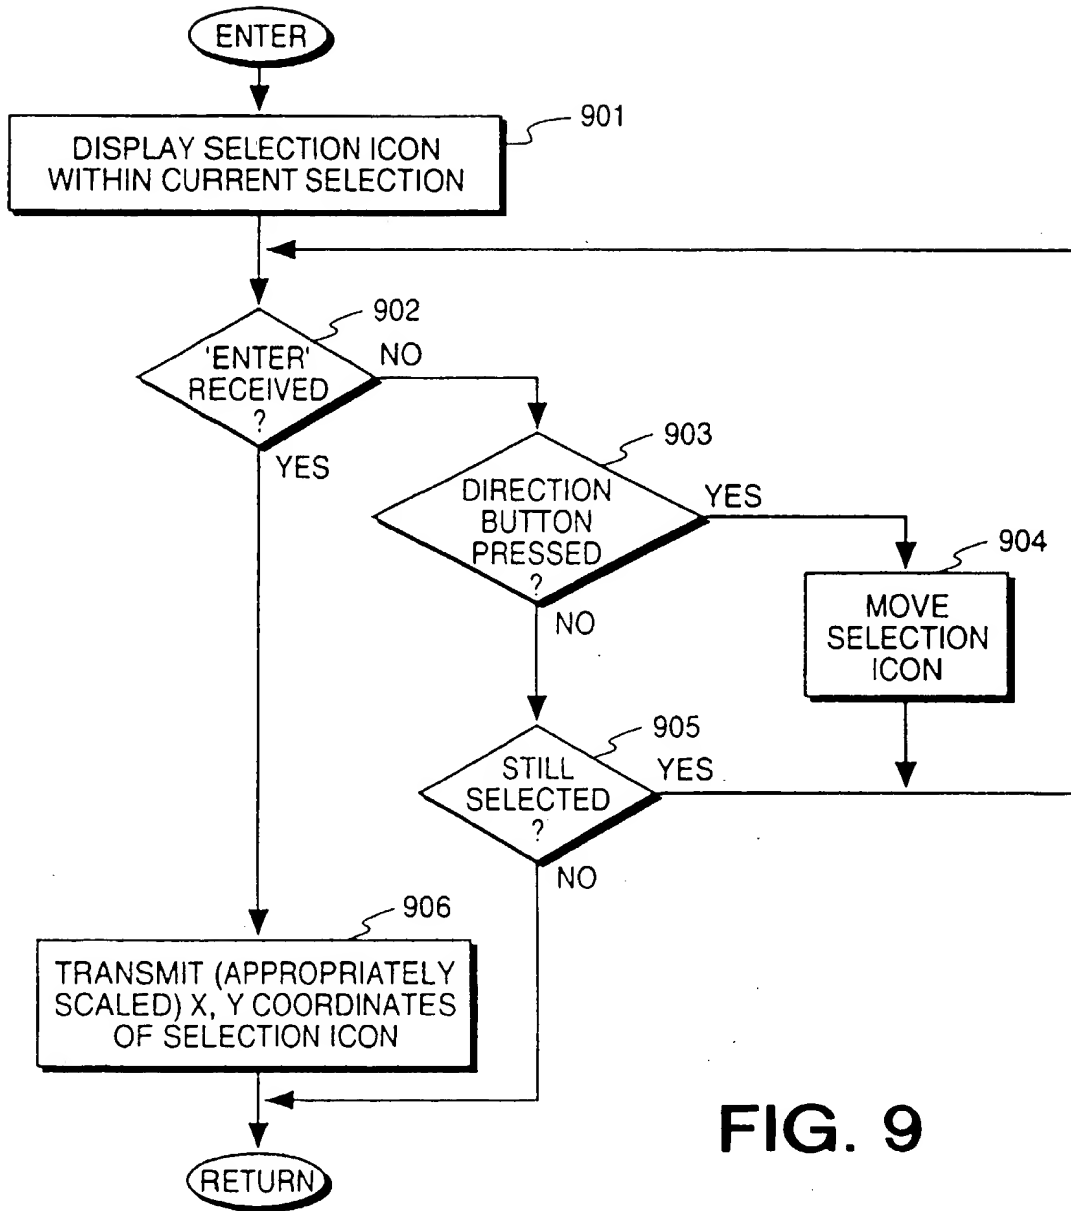 ENTER
901
DISPLAY SELECTION ICON
WITHIN CURRENT SELECTION
902
'ENTER'
RECEIVED
?
NO
YES
903
DIRECTION
BUTTON
PRESSED
?
YES
NO
904
MOVE
SELECTION
ICON
905
STILL
SELECTED
?
YES
NO
906
TRANSMIT (APPROPRIATELY
SCALED) X, Y COORDINATES
OF SELECTION ICON
RETURN
FIG. 9